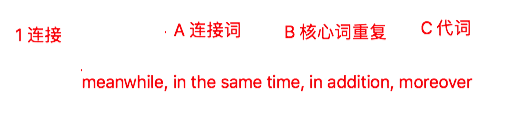 1 连接 A 连接词 B 核心词重复 C 代词
meanwhile, in the same time, in addition, moreover